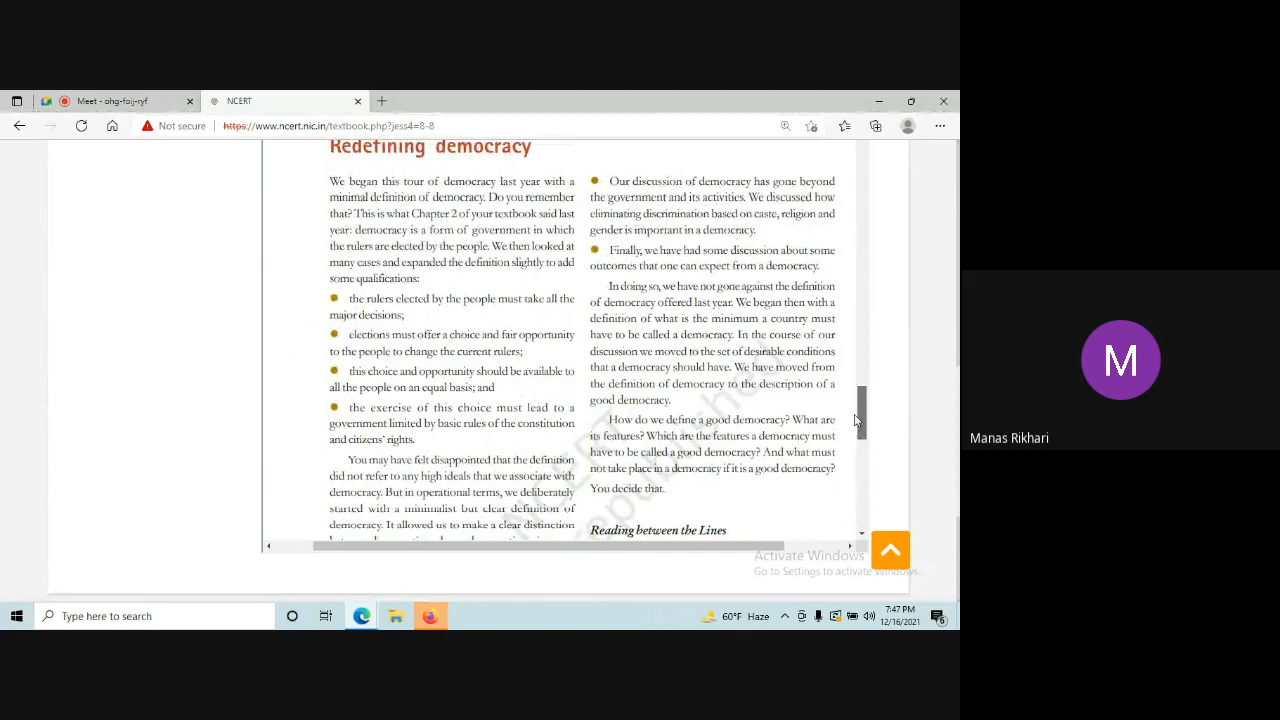 Meet - ohg-foij-ryf
NCERT
Not secure
https://www.ncert.nic.in/textbook.php?jess4=8-8
Redefining democracy
We began this tour of democracy last year with a
minimal definition of democracy. Do you remember
that? This is what Chapter 2 of your textbook said last
year: democracy is a form of government in which
the rulers are elected by the people. We then looked at
many cases and expanded the definition slightly to add
some qualifications:
the rulers elected by the people must take all the
major decisions;
elections must offer a choice and fair opportunity
to the people to change the current rulers;
this choice and opportunity should be available to
all the people on an equal basis; and
the exercise of this choice must lead to a
government limited by basic rules of the constitution
and citizens' rights.
You may have felt disappointed that the definition
did not refer to any high ideals that we associate with
democracy. But in operational terms, we deliberately
started with a minimalist but clear definition of
democracy. It allowed us to make a clear distinction
Our discussion of democracy has gone beyond
the government and its activities. We discussed how
eliminating discrimination based on caste, religion and
gender is important in a democracy.
Finally, we have had some discussion about some
outcomes that one can expect from a democracy.
In doing so, we have not gone against the definition
of democracy offered last year. We began then with a
definition of what is the minimum a country must
have to be called a democracy. In the course of our
discussion we moved to the set of desirable conditions
that a democracy should have. We have moved from
the definition of democracy to the description of a
good democracy.
How do we define a good democracy? What are
its features? Which are the features a democracy must
have to be called a good democracy? And what must
not take place in a democracy if it is a good democracy?
You decide that.
Reading between the Lines
NCERT
republished
Activate Windows
Go to Settings to activate Windows.
Type here to search
60°F Haze
7:47 PM
12/16/2021
6
M
Manas Rikhari